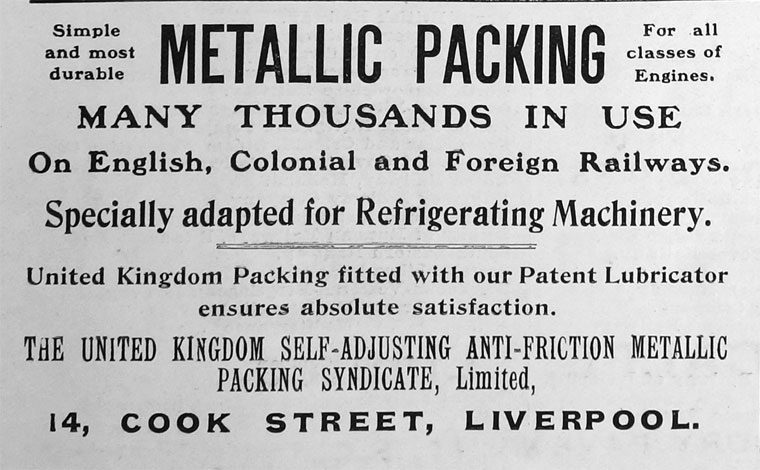 Simple
and most
durable
METALLIC PACKING
For all
classes of
Engines.
MANY THOUSANDS IN USE
On English, Colonial and Foreign Railways.
Specially adapted for Refrigerating Machinery.
United Kingdom Packing fitted with our Patent Lubricator
ensures absolute satisfaction.
THE UNITED KINGDOM SELF-ADJUSTING ANTI-FRICTION METALLIC
PACKING SYNDICATE, Limited,
14, COOK STREET, LIVERPOOL.